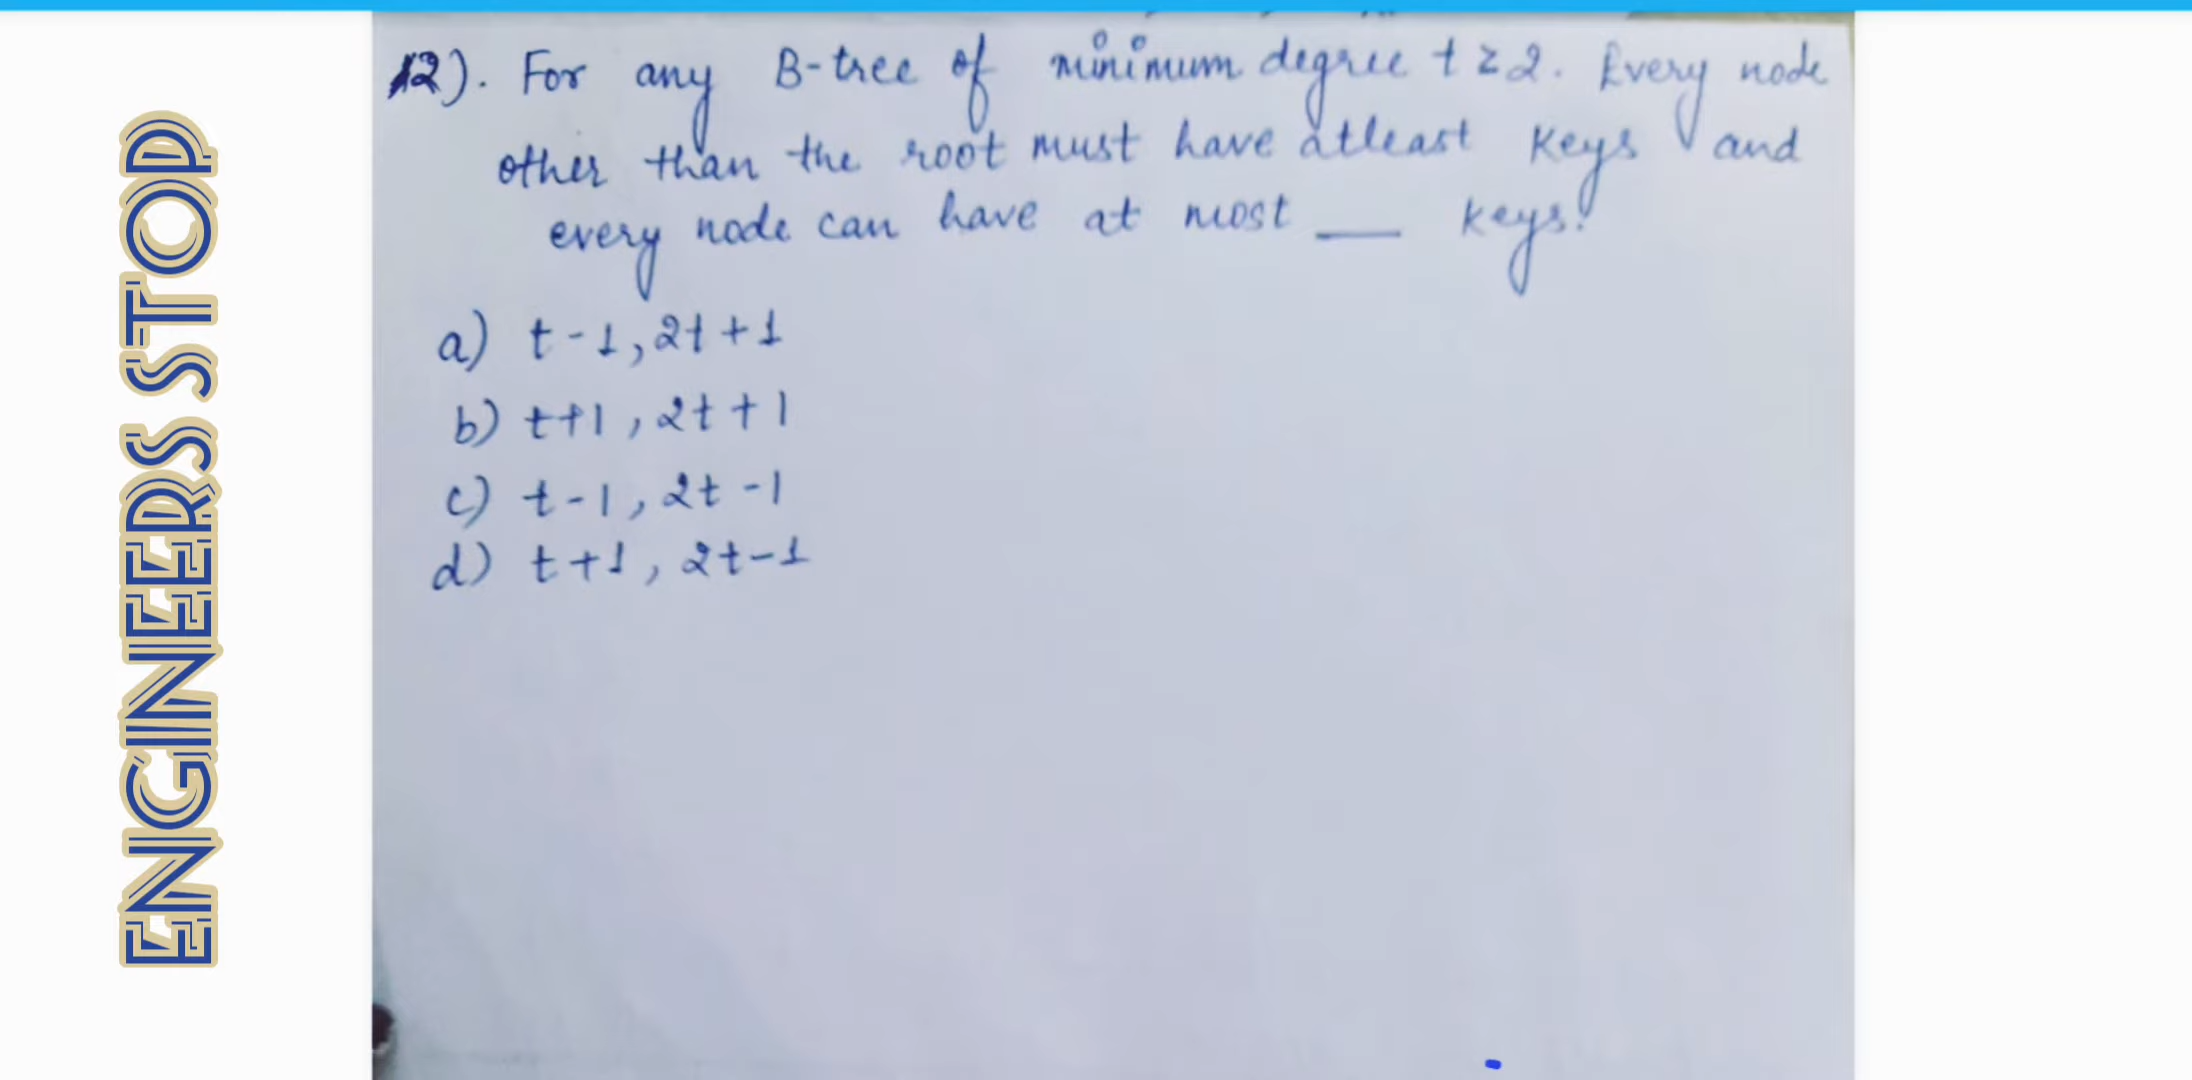 12). For any B-tree of minimum degree t ≥ 2. Every node
other than the root must have atleast keys and
every node can have at most ___ keys?
a) t-1, 2t+1
b) t+1, 2t+1
c) t-1, 2t-1
d) t+1, 2t-1
ENGINEERS STOD